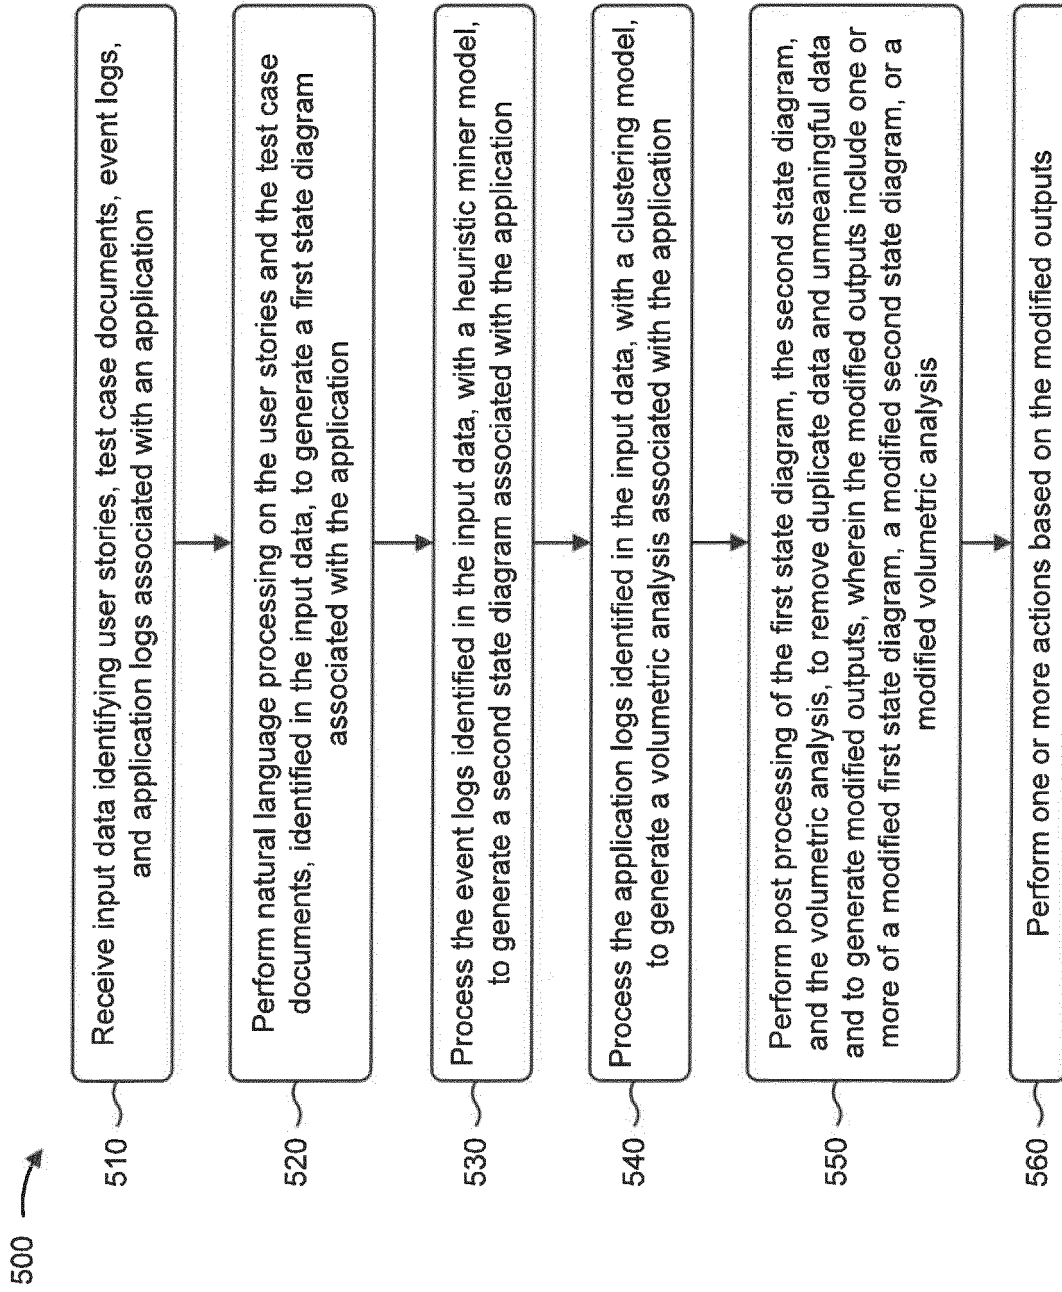 500
510
Receive input data identifying user stories, test case documents, event logs,
and application logs associated with an application
520
Perform natural language processing on the user stories and the test case
documents, identified in the input data, to generate a first state diagram
associated with the application
530
Process the event logs identified in the input data, with a heuristic miner model,
to generate a second state diagram associated with the application
540
Process the application logs identified in the input data, with a clustering model,
to generate a volumetric analysis associated with the application
550
Perform post processing of the first state diagram, the second state diagram,
and the volumetric analysis, to remove duplicate data and unmeaningful data
and to generate modified outputs, wherein the modified outputs include one or
more of a modified first state diagram, a modified second state diagram, or a
modified volumetric analysis
560
Perform one or more actions based on the modified outputs